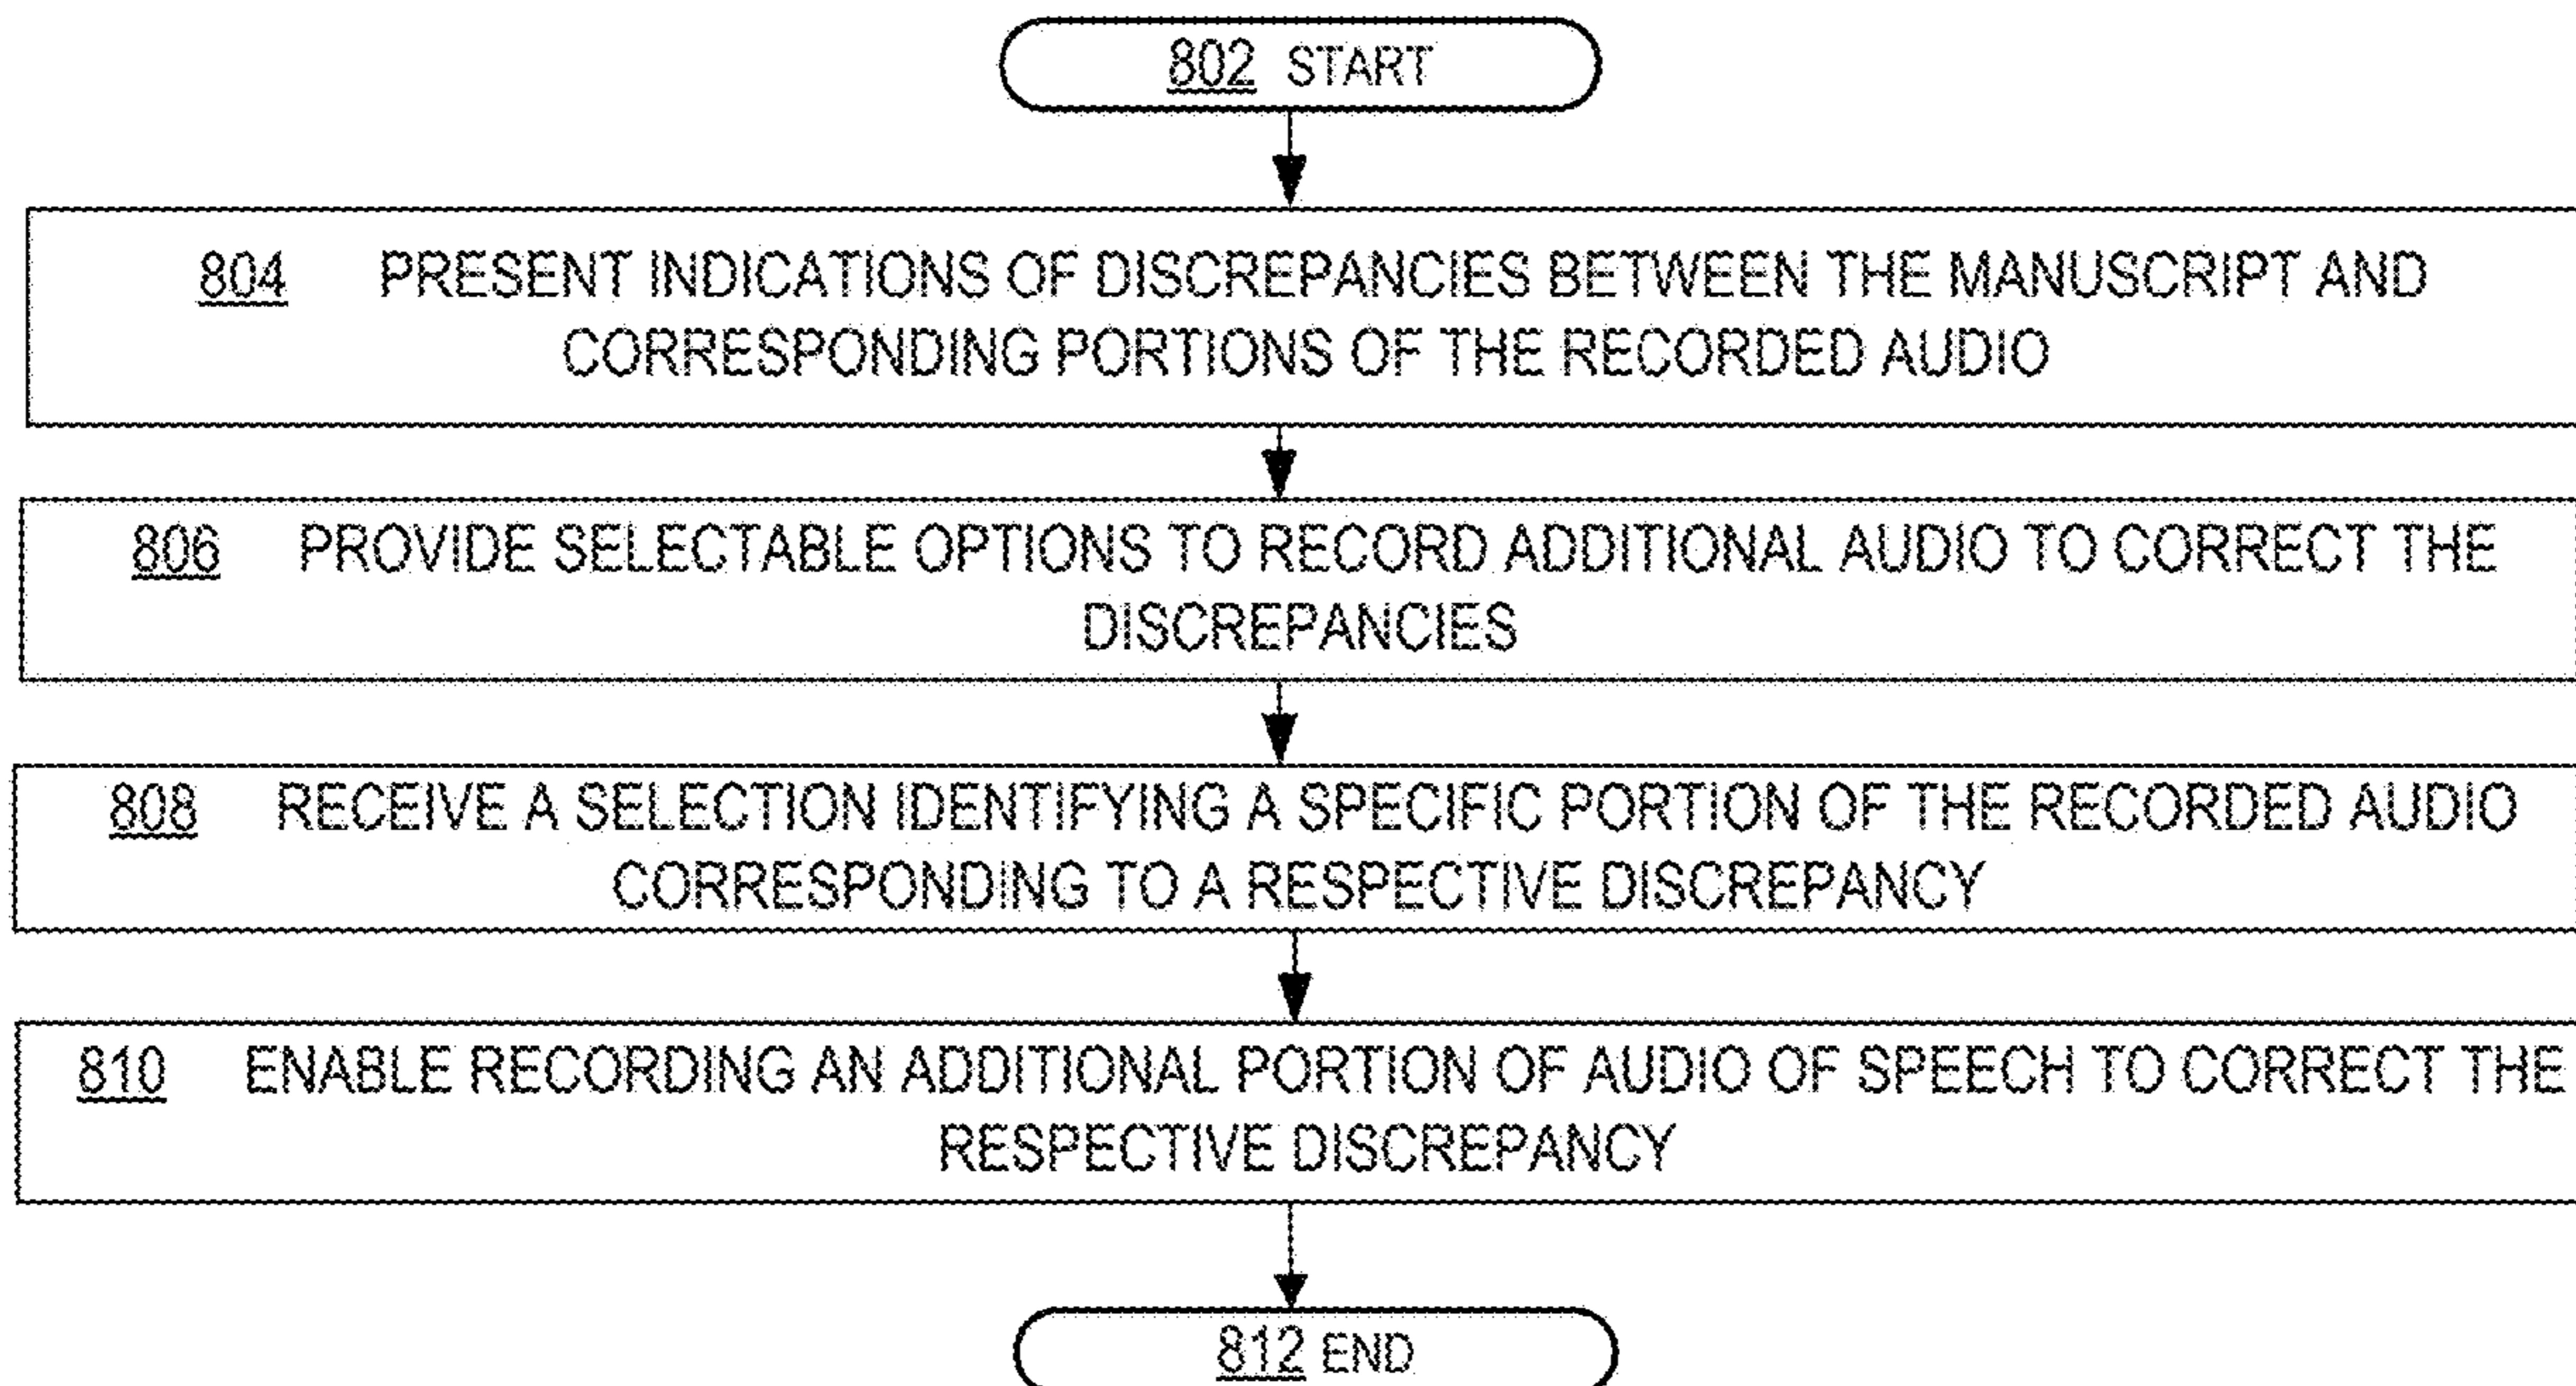 802 START
804 PRESENT INDICATIONS OF DISCREPANCIES BETWEEN THE MANUSCRIPT AND
CORRESPONDING PORTIONS OF THE RECORDED AUDIO
806 PROVIDE SELECTABLE OPTIONS TO RECORD ADDITIONAL AUDIO TO CORRECT THE
DISCREPANCIES
808 RECEIVE A SELECTION IDENTIFYING A SPECIFIC PORTION OF THE RECORDED AUDIO
CORRESPONDING TO A RESPECTIVE DISCREPANCY
810 ENABLE RECORDING AN ADDITIONAL PORTION OF AUDIO OF SPEECH TO CORRECT THE
RESPECTIVE DISCREPANCY
812 END